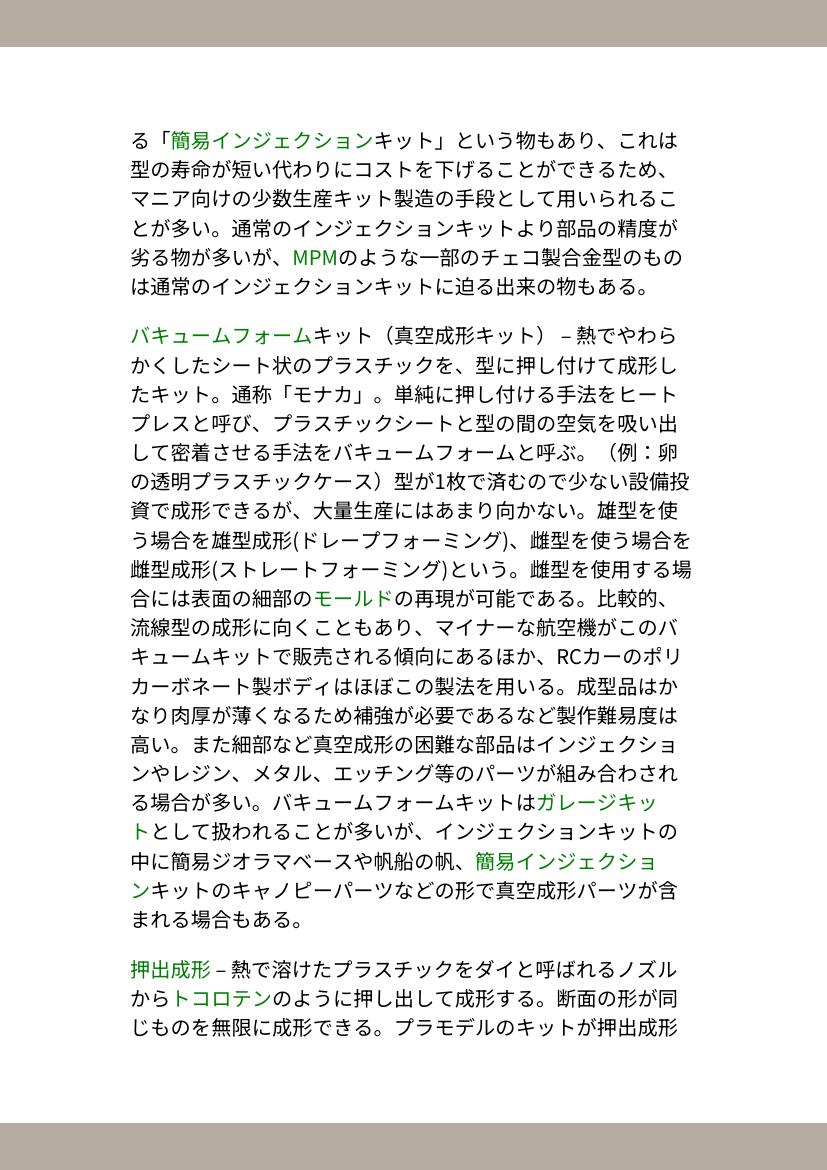 る「簡易インジェクションキット」という物もあり、これは
型の寿命が短い代わりにコストを下げることができるため、
マニア向けの少数生産キット製造の手段として用いられるこ
とが多い。通常のインジェクションキットより部品の精度が
劣る物が多いが、MPMのような一部のチェコ製合金型のもの
は通常のインジェクションキットに迫る出来の物もある。
バキュームフォームキット（真空成形キット） – 熱でやわら
かくしたシート状のプラスチックを、型に押し付けて成形し
たキット。通称「モナカ」。単純に押し付ける手法をヒート
プレスと呼び、プラスチックシートと型の間の空気を吸い出
して密着させる手法をバキュームフォームと呼ぶ。（例：卵
の透明プラスチックケース）型が1枚で済むので少ない設備投
資で成形できるが、大量生産にはあまり向かない。雄型を使
う場合を雄型成形(ドレープフォーミング)、雌型を使う場合を
雌型成形(ストレートフォーミング)という。雌型を使用する場
合には表面の細部のモールドの再現が可能である。比較的、
流線型の成形に向くこともあり、マイナーな航空機がこのバ
キュームキットで販売される傾向にあるほか、RCカーのポリ
カーボネート製ボディはほぼこの製法を用いる。成型品はか
なり肉厚が薄くなるため補強が必要であるなど製作難易度は
高い。また細部など真空成形の困難な部品はインジェクショ
ンやレジン、メタル、エッチング等のパーツが組み合わされ
る場合が多い。バキュームフォームキットはガレージキッ
トとして扱われることが多いが、インジェクションキットの
中に簡易ジオラマベースや帆船の帆、簡易インジェクショ
ンキットのキャノピーパーツなどの形で真空成形パーツが含
まれる場合もある。
押出成形 – 熱で溶けたプラスチックをダイと呼ばれるノズル
からトコロテンのように押し出して成形する。断面の形が同
じものを無限に成形できる。プラモデルのキットが押出成形